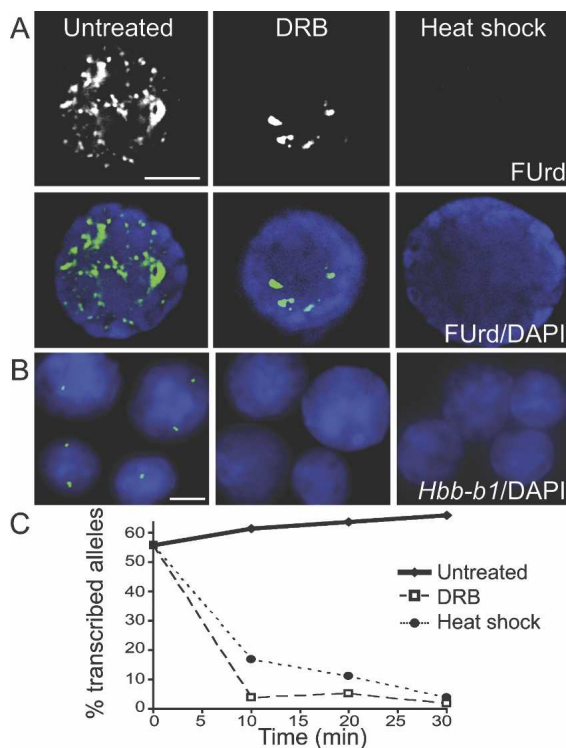 A
Untreated
DRB
Heat shock
FUrd
FUrd/DAPI
B
Hbb-b1/DAPI
C
% transcribed alleles
60
50
40
30
20
10
0
0 5 10 15 20 25 30
Time (min)
Untreated
DRB
Heat shock